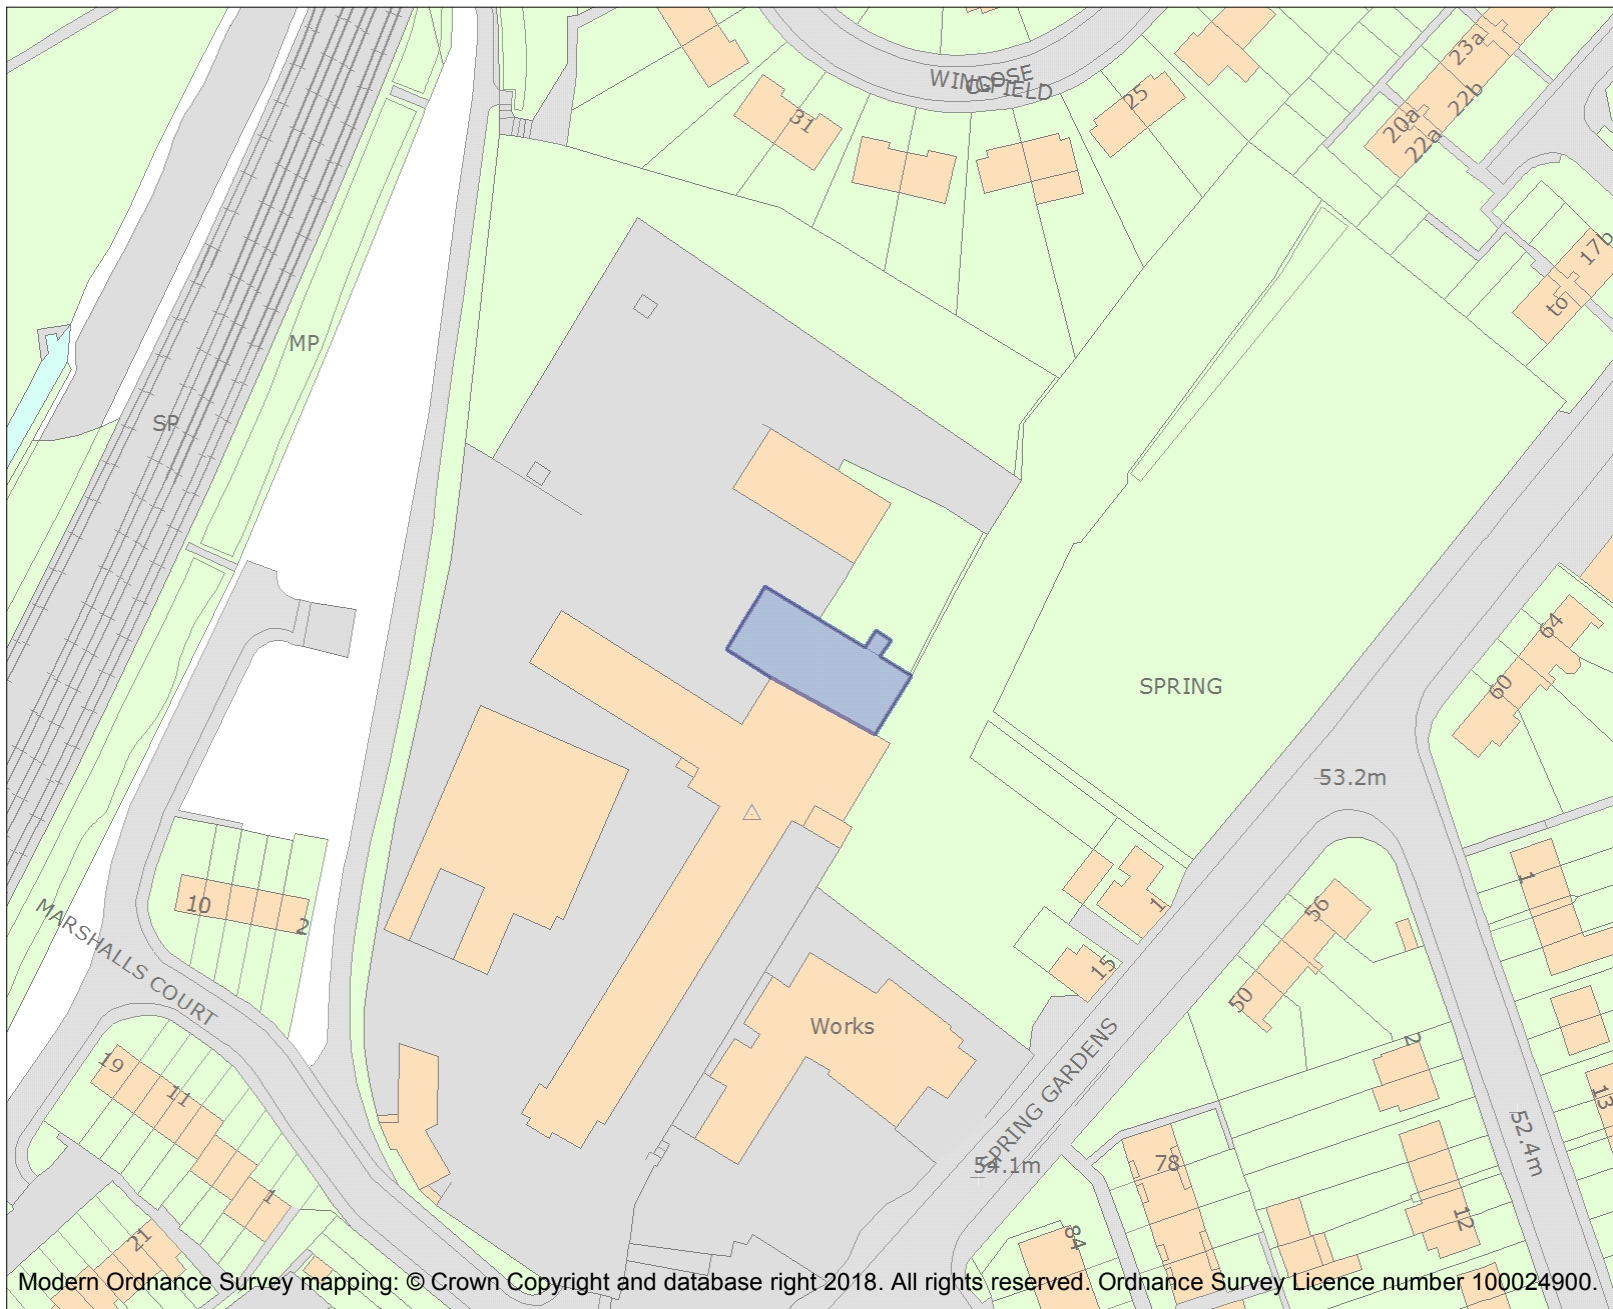 WINGFIELD
CLOSE
23a
22b
20a
22a
25
31
17b
to
MP
SP
SPRING
64
60
53.2m
10
2
MARSHALLS COURT
1
56
1
15
50
Works
SPRING GARDENS
2
19
11
13
52.4m
54.1m
78
1
12
21
84
Modern Ordnance Survey mapping: © Crown Copyright and database right 2018. All rights reserved. Ordnance Survey Licence number 100024900.